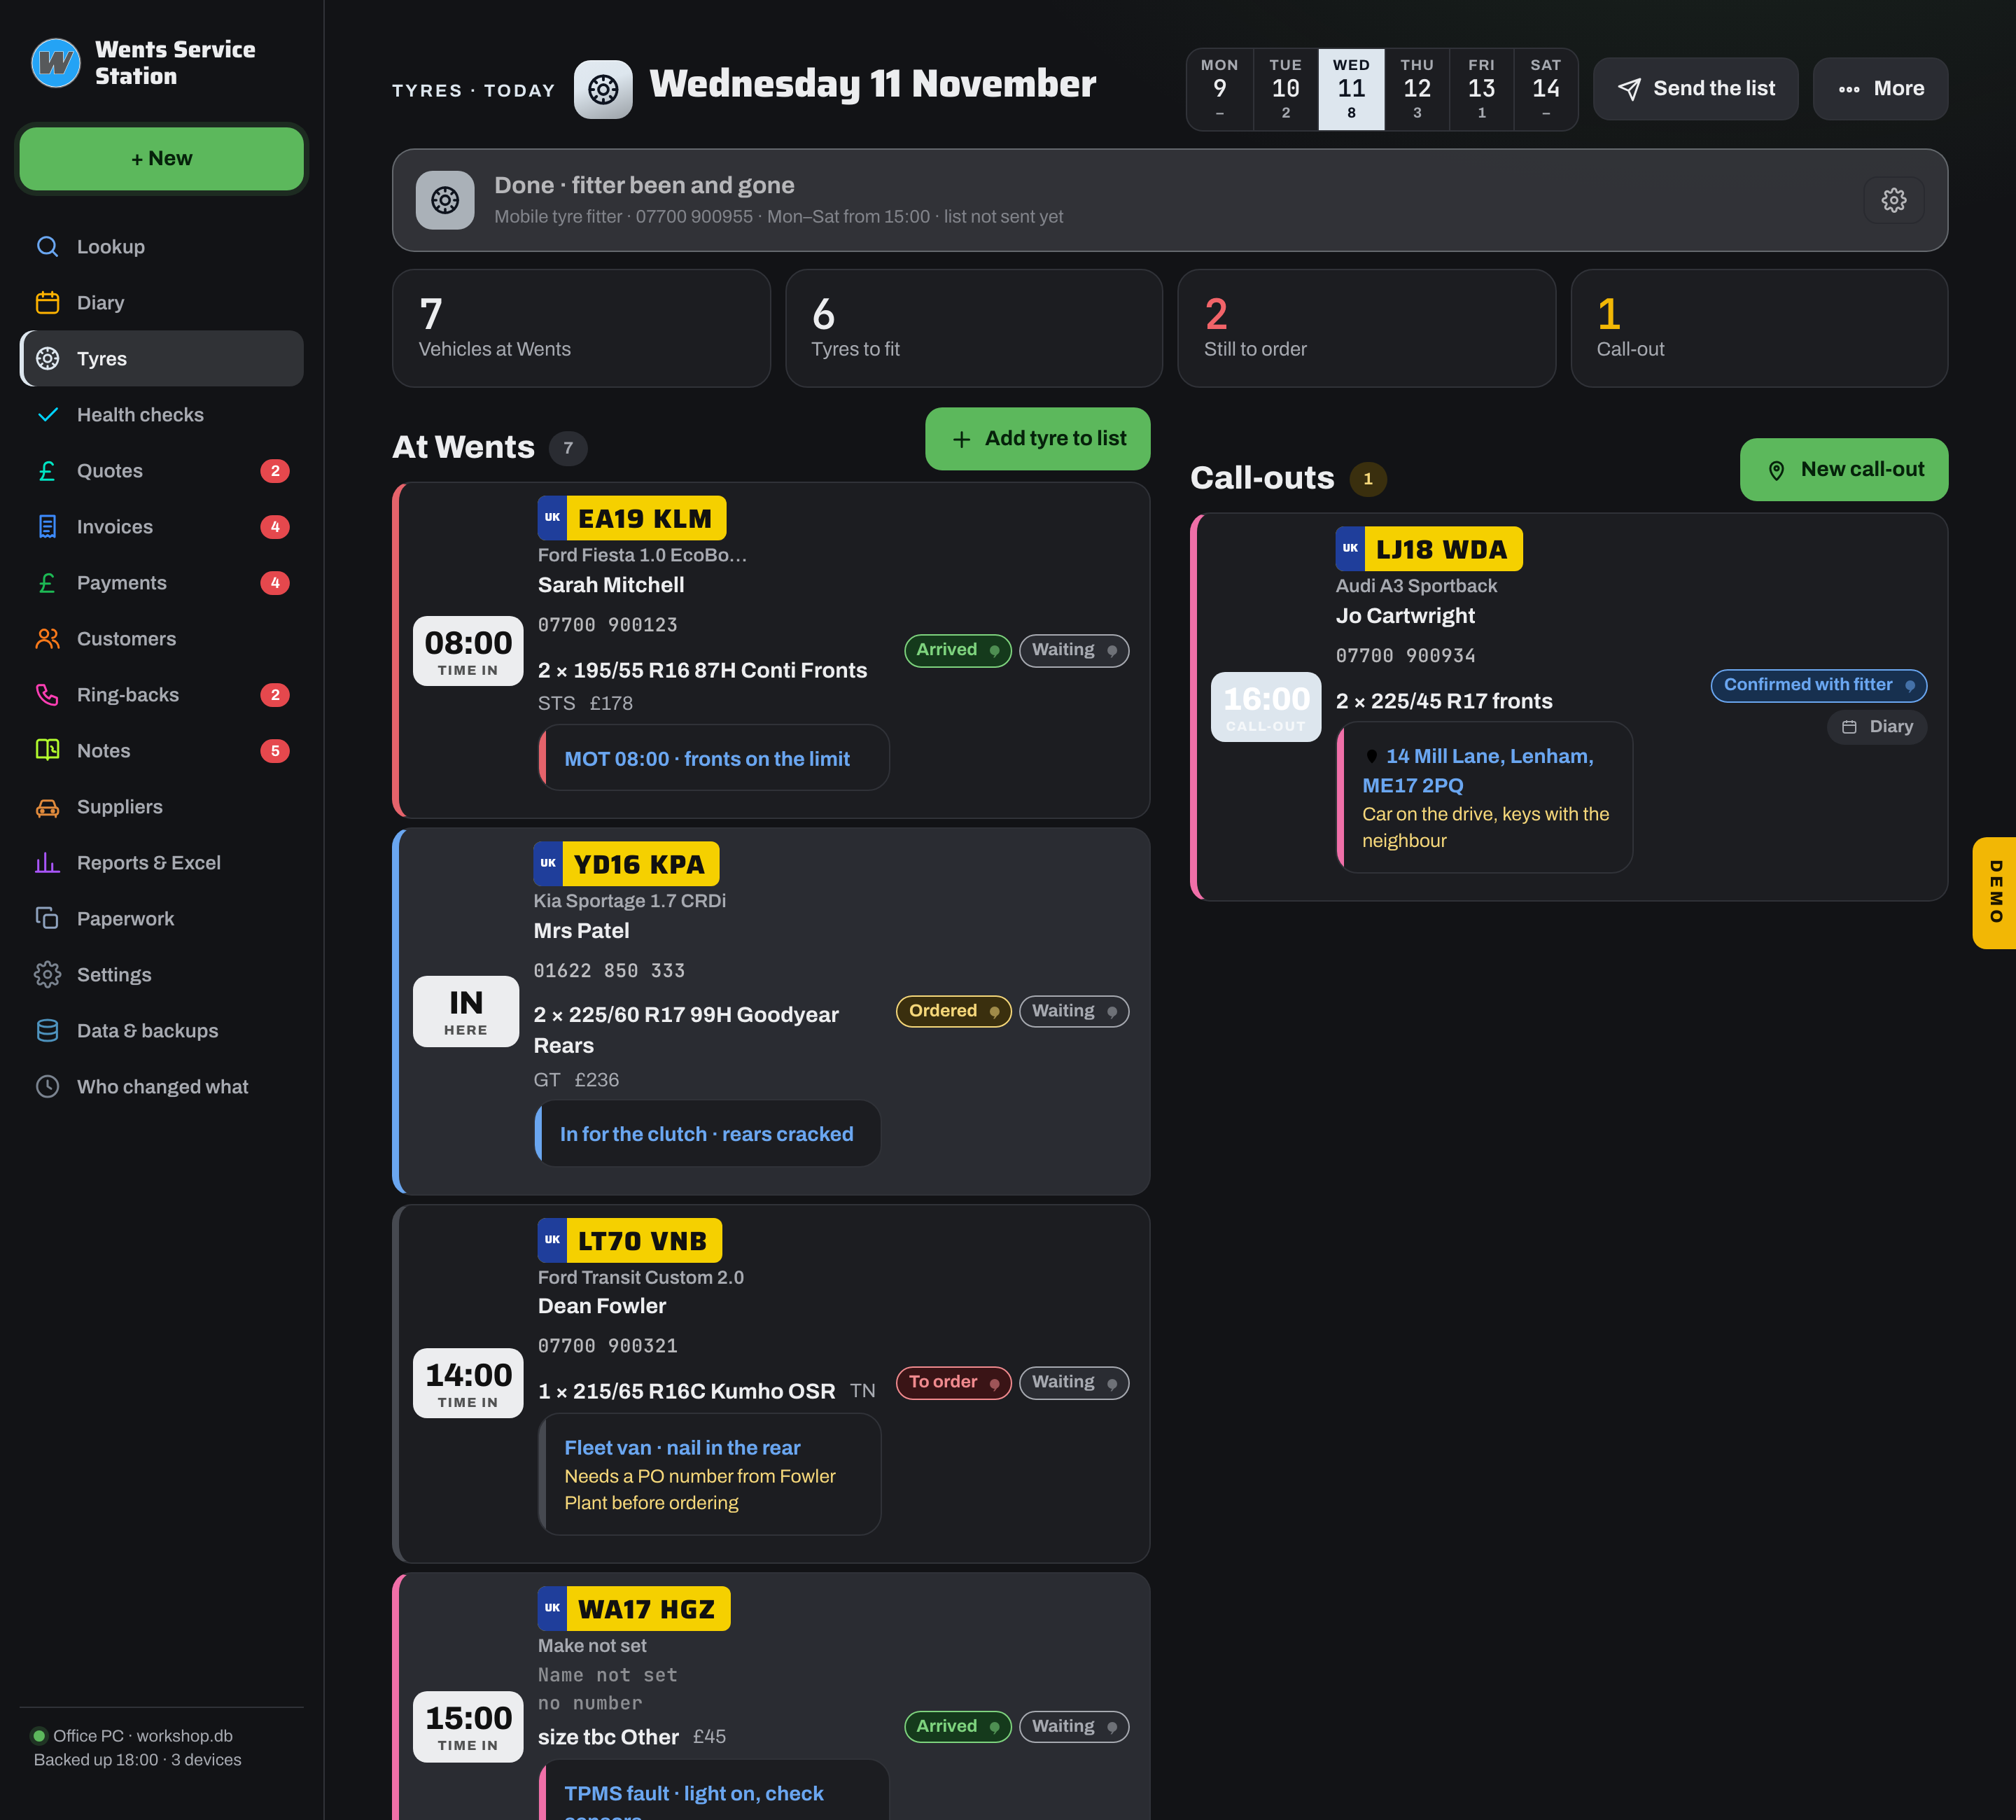 Wents Service
Station
+ New
Lookup
Diary
Tyres
Health checks
Quotes 2
Invoices 4
Payments 4
Customers
Ring-backs 2
Notes 5
Suppliers
Reports & Excel
Paperwork
Settings
Data & backups
Who changed what
Office PC · workshop.db
Backed up 18:00 · 3 devices
TYRES · TODAY
Wednesday 11 November
MON TUE WED THU FRI SAT
9 10 11 12 13 14
– 2 8 3 1 –
Send the list
More
Done · fitter been and gone
Mobile tyre fitter · 07700 900955 · Mon–Sat from 15:00 · list not sent yet
7
Vehicles at Wents
6
Tyres to fit
2
Still to order
1
Call-out
At Wents 7
Add tyre to list
08:00
TIME IN
UK EA19 KLM
Ford Fiesta 1.0 EcoBo…
Sarah Mitchell
07700 900123
2 × 195/55 R16 87H Conti Fronts
STS £178
MOT 08:00 · fronts on the limit
Arrived Waiting
IN
HERE
UK YD16 KPA
Kia Sportage 1.7 CRDi
Mrs Patel
01622 850 333
2 × 225/60 R17 99H Goodyear
Rears
GT £236
In for the clutch · rears cracked
Ordered Waiting
14:00
TIME IN
UK LT70 VNB
Ford Transit Custom 2.0
Dean Fowler
07700 900321
1 × 215/65 R16C Kumho OSR TN
Fleet van · nail in the rear
Needs a PO number from Fowler
Plant before ordering
To order Waiting
15:00
TIME IN
UK WA17 HGZ
Make not set
Name not set
no number
size tbc Other £45
TPMS fault · light on, check
Arrived Waiting
Call-outs 1
New call-out
16:00
CALL-OUT
UK LJ18 WDA
Audi A3 Sportback
Jo Cartwright
07700 900934
2 × 225/45 R17 fronts
14 Mill Lane, Lenham,
ME17 2PQ
Car on the drive, keys with the
neighbour
Confirmed with fitter
Diary
DEMO